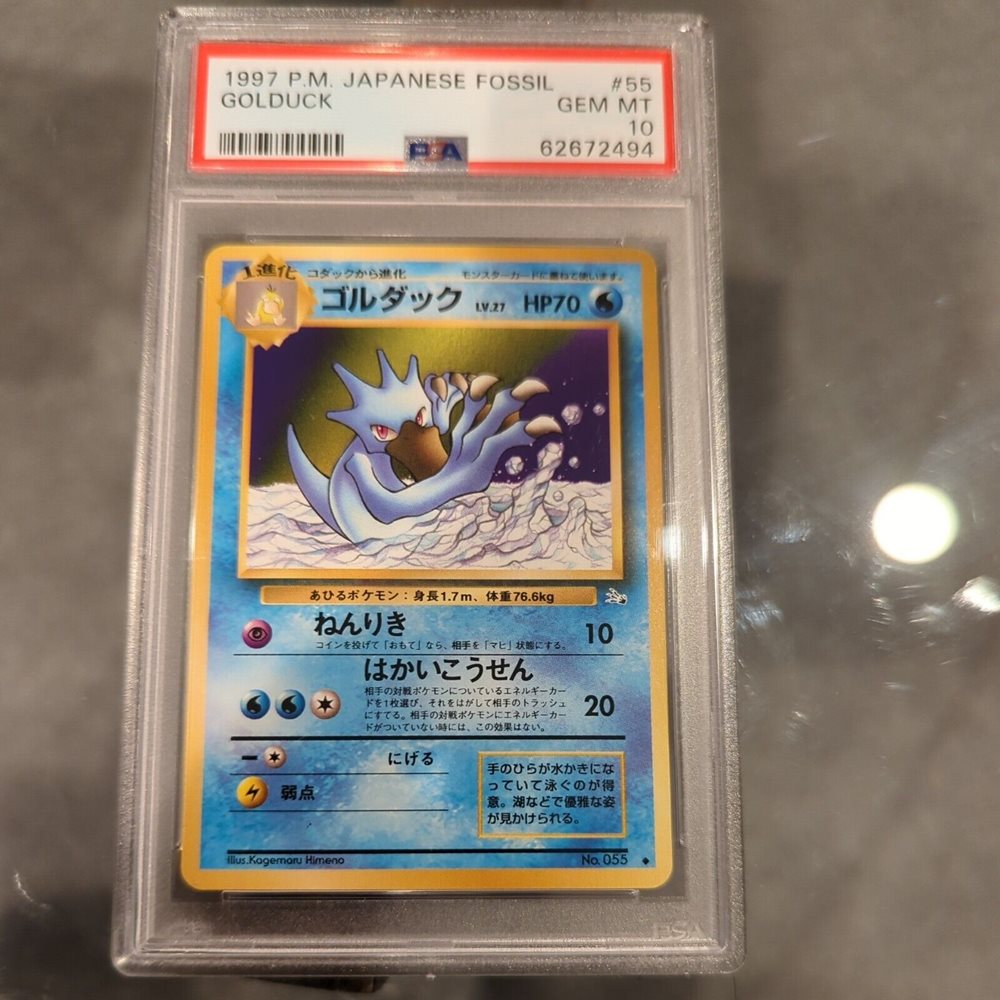 1997 P.M. JAPANESE FOSSIL #55
GOLDUCK GEM MT
10
PSA 62672494
1進化 コダックから進化 モンスターカードに重ねて使います。
ゴルダック LV.27 HP70
あひるポケモン：身長1.7m、体重76.6kg
ねんりき 10
コインを投げて「おもて」なら、相手を「マヒ」状態にする。
はかいこうせん
相手の対戦ポケモンについているエネルギーカー
ドを1枚選び、それをはがして相手のトラッシュ
にすてる。相手の対戦ポケモンにエネルギーカー
ドがついていない時には、この効果はない。
20
にげる
弱点
手のひらが水かきにな
っていて泳ぐのが得
意。湖などで優雅な姿
が見かけられる。
Illus.Kagemaru Himeno No. 055
PSA